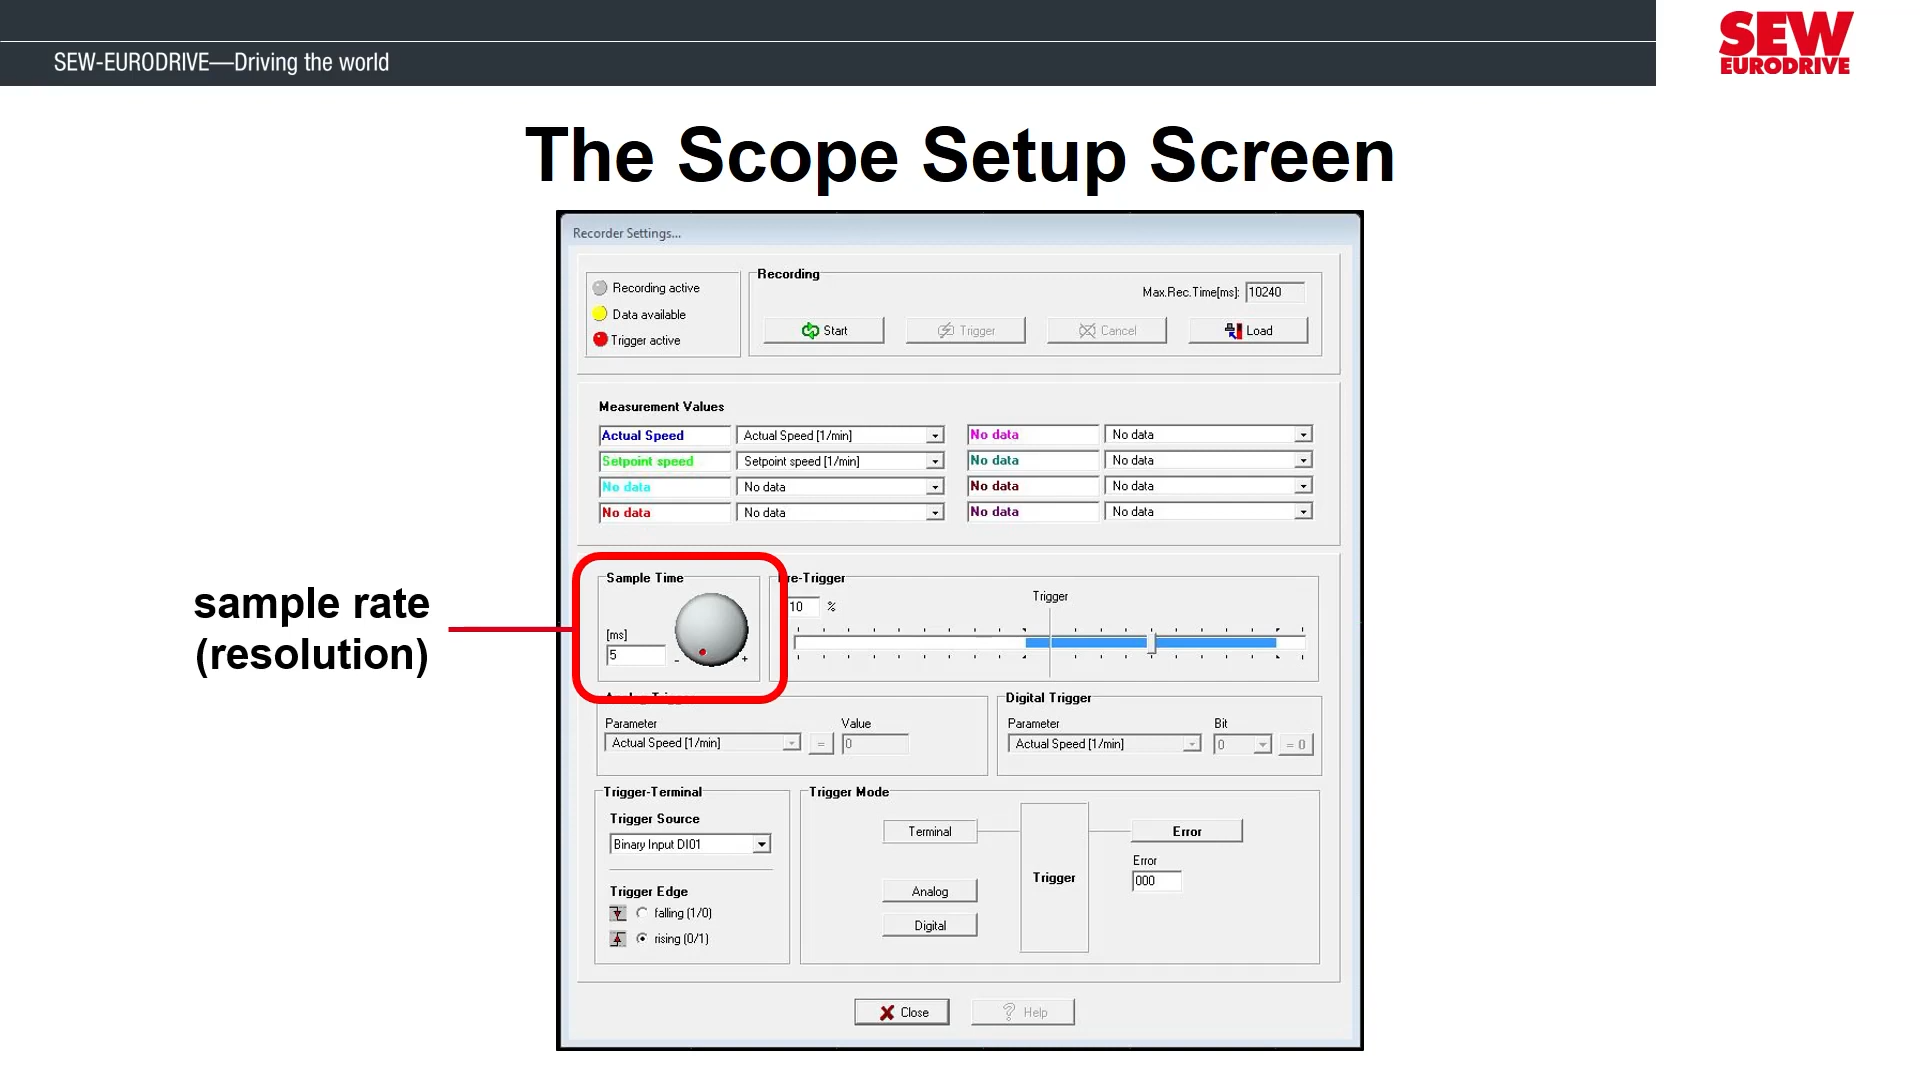 SEW-EURODRIVE—Driving the world
SEW
EURODRIVE
The Scope Setup Screen
Recorder Settings...
Recording active
Data available
Trigger active
Recording
Max.Rec.Time[ms]: 10240
Start
Trigger
Cancel
Load
Measurement Values
Actual Speed Actual Speed [1/min]
Setpoint speed Setpoint speed [1/min]
No data No data
No data No data
No data No data
No data No data
No data No data
No data No data
sample rate
(resolution)
Sample Time
[ms]
5
- +
re-Trigger
10 %
Trigger
Parameter Value
Actual Speed [1/min] = 0
Digital Trigger
Parameter Bit
Actual Speed [1/min] 0 = 0
Trigger-Terminal
Trigger Source
Binary Input DI01
Trigger Edge
falling (1/0)
rising (0/1)
Trigger Mode
Terminal
Analog
Digital
Trigger
Error
Error
000
Close
? Help